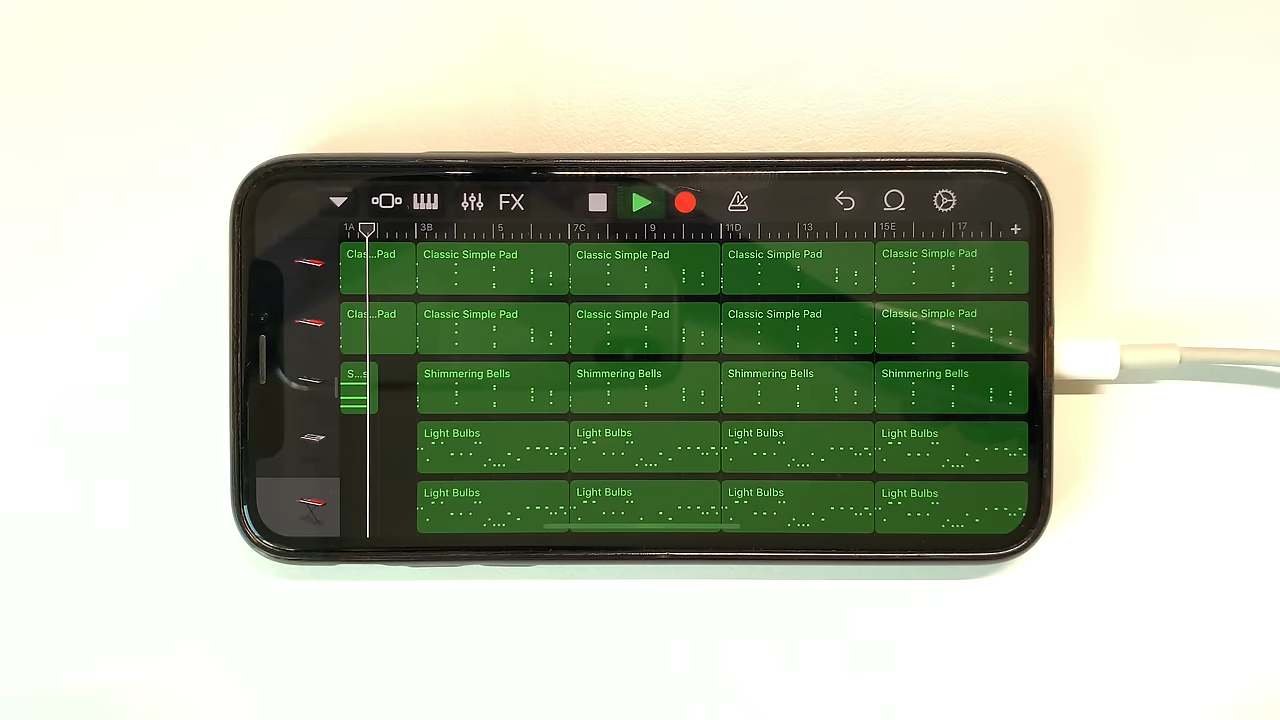 FX
1A 3B 5 7C 9 11D 13 15E 17 +
Clas...Pad Classic Simple Pad Classic Simple Pad Classic Simple Pad Classic Simple Pad
Clas...Pad Classic Simple Pad Classic Simple Pad Classic Simple Pad Classic Simple Pad
S...s Shimmering Bells Shimmering Bells Shimmering Bells Shimmering Bells
Light Bulbs Light Bulbs Light Bulbs Light Bulbs
Light Bulbs Light Bulbs Light Bulbs Light Bulbs